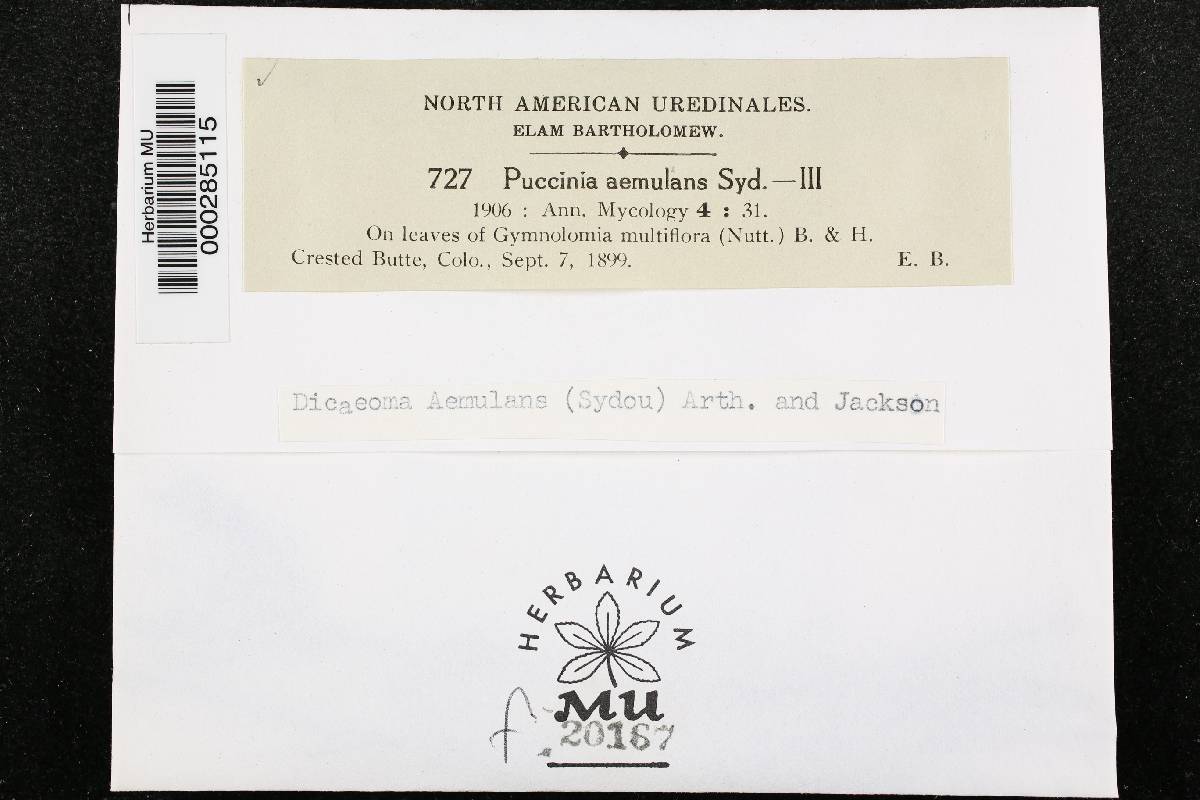 Herbarium MU
000285115
NORTH AMERICAN UREDINALES.
ELAM BARTHOLOMEW.
727 Puccinia aemulans Syd.—III
1906 : Ann. Mycology 4 : 31.
On leaves of Gymnolomia multiflora (Nutt.) B. & H.
Crested Butte, Colo., Sept. 7, 1899. E. B.
Dicaeoma Aemulans (Sydou) Arth. and Jackson
HERBARIUM
MU
f. 20167